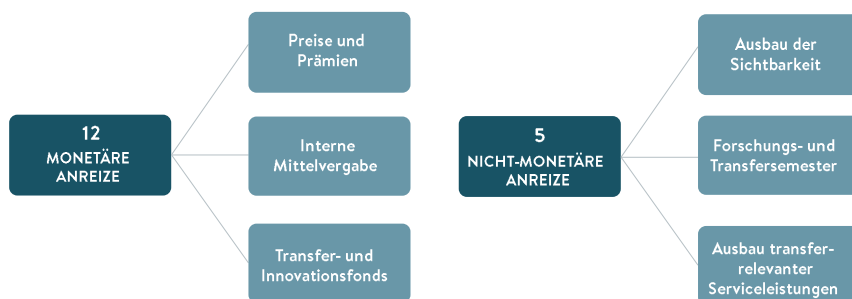 12
MONETÄRE
ANREIZE
Preise und
Prämien
Interne
Mittelvergabe
Transfer- und
Innovationsfonds
5
NICHT-MONETÄRE
ANREIZE
Ausbau der
Sichtbarkeit
Forschungs- und
Transfersemester
Ausbau transfer-
relevanter
Serviceleistungen